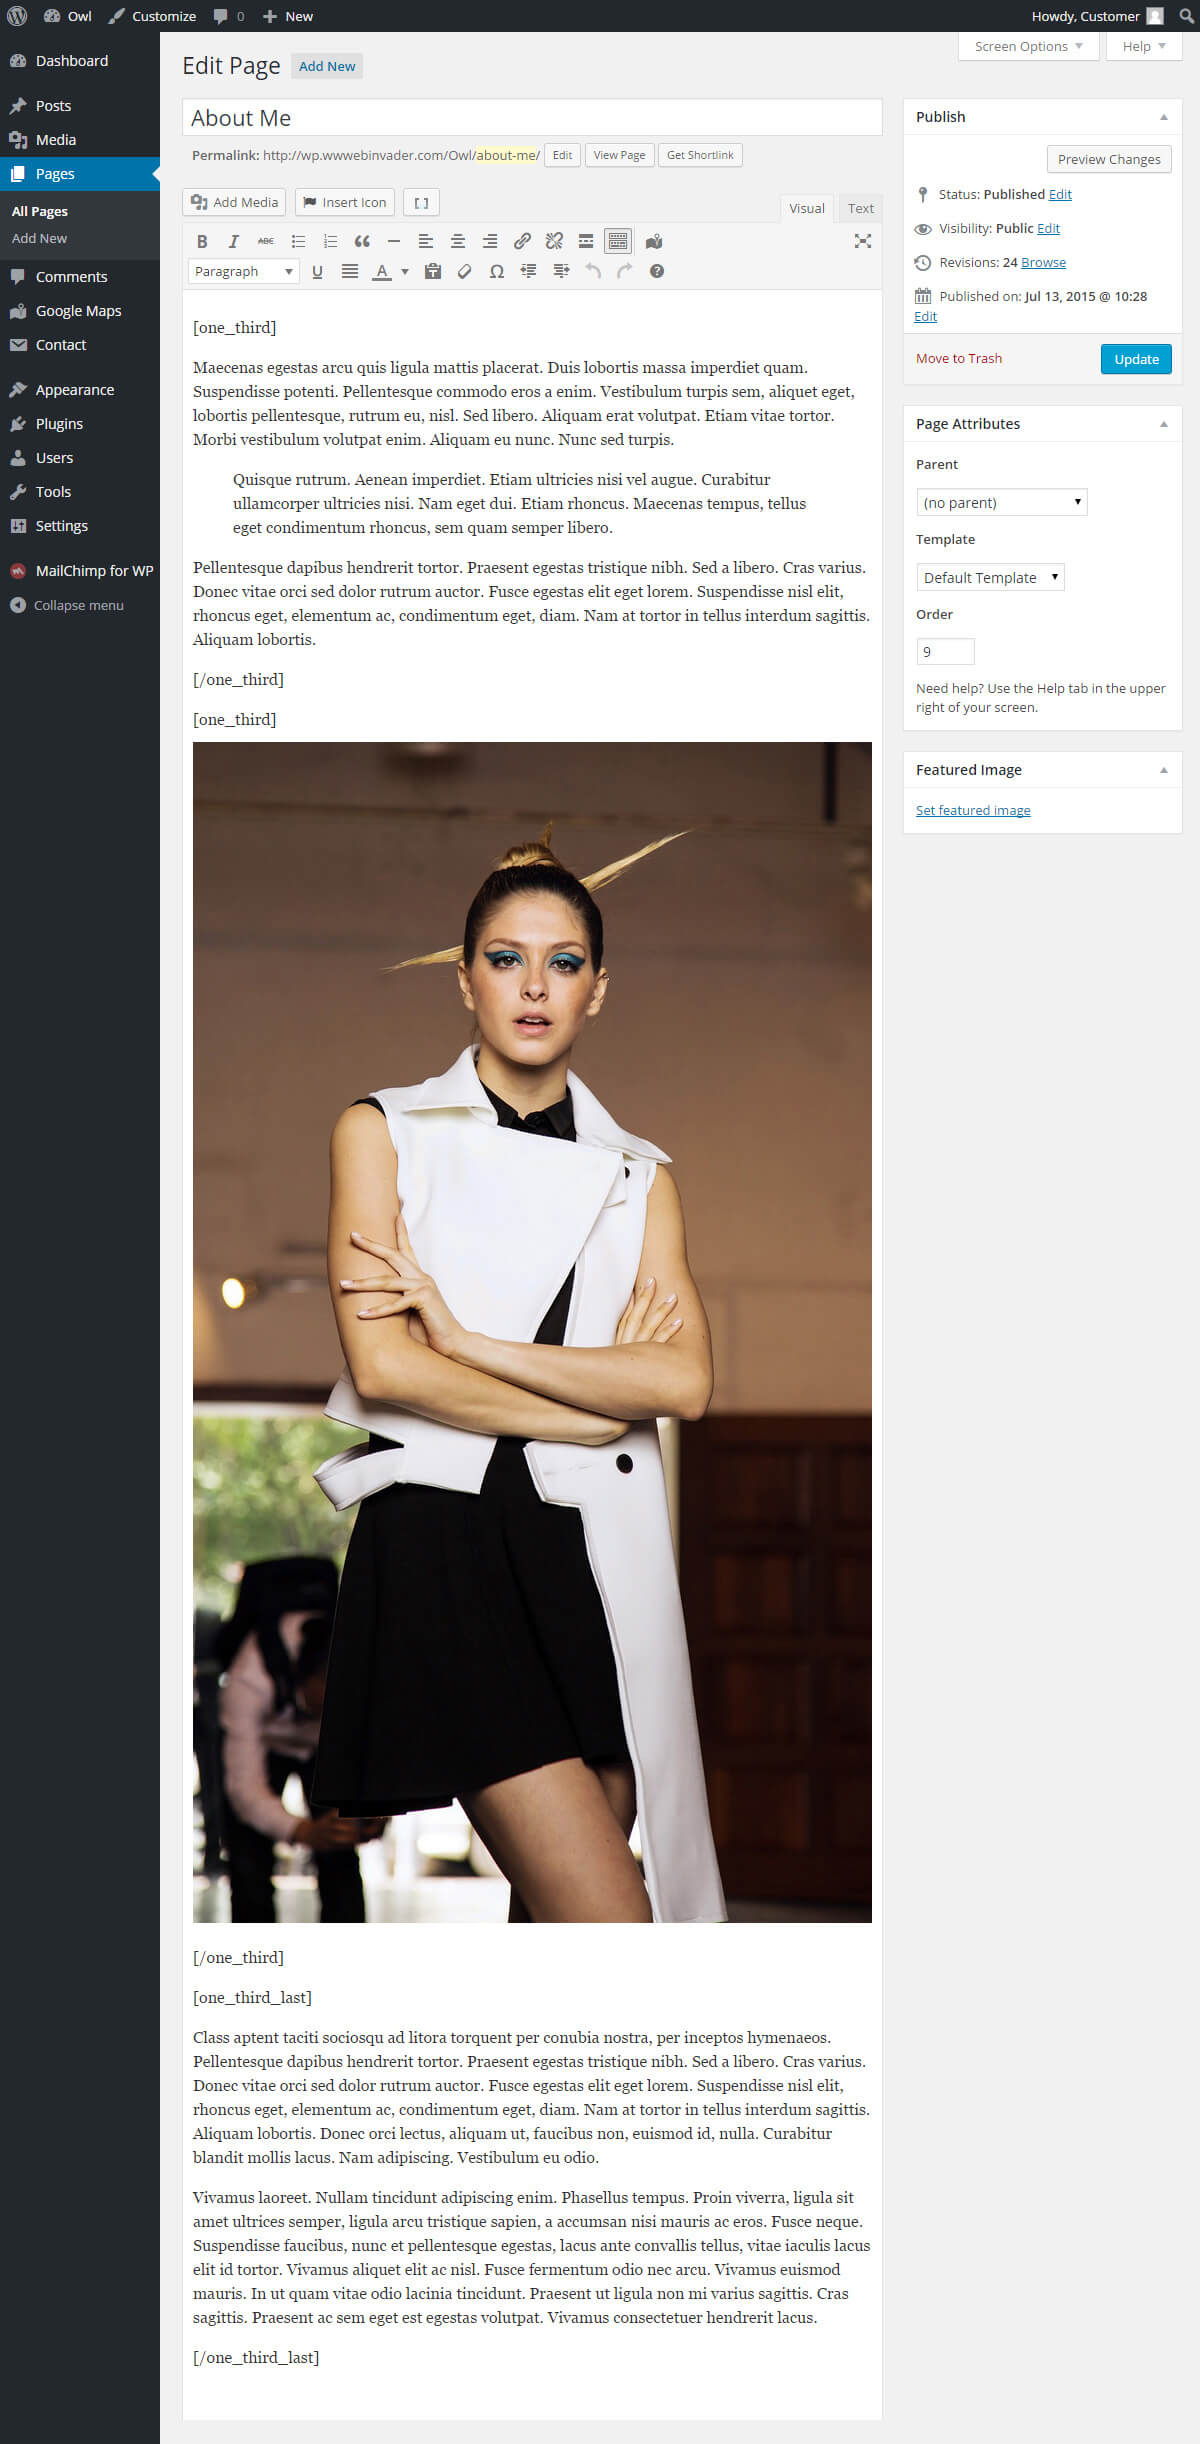 Owl Customize 0 New Howdy, Customer
Screen Options Help
Dashboard
Posts
Media
Pages
All Pages
Add New
Comments
Google Maps
Contact
Appearance
Plugins
Users
Tools
Settings
MailChimp for WP
Collapse menu
Edit Page Add New
About Me
Permalink: http://wp.wwwebinvader.com/Owl/about-me/ Edit View Page Get Shortlink
Add Media Insert Icon [ ]
Visual Text
B I ABC
Paragraph U A Ω
[one_third]
Maecenas egestas arcu quis ligula mattis placerat. Duis lobortis massa imperdiet quam.
Suspendisse potenti. Pellentesque commodo eros a enim. Vestibulum turpis sem, aliquet eget,
lobortis pellentesque, rutrum eu, nisl. Sed libero. Aliquam erat volutpat. Etiam vitae tortor.
Morbi vestibulum volutpat enim. Aliquam eu nunc. Nunc sed turpis.
Quisque rutrum. Aenean imperdiet. Etiam ultricies nisi vel augue. Curabitur
ullamcorper ultricies nisi. Nam eget dui. Etiam rhoncus. Maecenas tempus, tellus
eget condimentum rhoncus, sem quam semper libero.
Pellentesque dapibus hendrerit tortor. Praesent egestas tristique nibh. Sed a libero. Cras varius.
Donec vitae orci sed dolor rutrum auctor. Fusce egestas elit eget lorem. Suspendisse nisl elit,
rhoncus eget, elementum ac, condimentum eget, diam. Nam at tortor in tellus interdum sagittis.
Aliquam lobortis.
[/one_third]
[one_third]
[/one_third]
[one_third_last]
Class aptent taciti sociosqu ad litora torquent per conubia nostra, per inceptos hymenaeos.
Pellentesque dapibus hendrerit tortor. Praesent egestas tristique nibh. Sed a libero. Cras varius.
Donec vitae orci sed dolor rutrum auctor. Fusce egestas elit eget lorem. Suspendisse nisl elit,
rhoncus eget, elementum ac, condimentum eget, diam. Nam at tortor in tellus interdum sagittis.
Aliquam lobortis. Donec orci lectus, aliquam ut, faucibus non, euismod id, nulla. Curabitur
blandit mollis lacus. Nam adipiscing. Vestibulum eu odio.
Vivamus laoreet. Nullam tincidunt adipiscing enim. Phasellus tempus. Proin viverra, ligula sit
amet ultrices semper, ligula arcu tristique sapien, a accumsan nisi mauris ac eros. Fusce neque.
Suspendisse faucibus, nunc et pellentesque egestas, lacus ante convallis tellus, vitae iaculis lacus
elit id tortor. Vivamus aliquet elit ac nisl. Fusce fermentum odio nec arcu. Vivamus euismod
mauris. In ut quam vitae odio lacinia tincidunt. Praesent ut ligula non mi varius sagittis. Cras
sagittis. Praesent ac sem eget est egestas volutpat. Vivamus consectetuer hendrerit lacus.
[/one_third_last]
Publish
Preview Changes
Status: Published Edit
Visibility: Public Edit
Revisions: 24 Browse
Published on: Jul 13, 2015 @ 10:28
Edit
Move to Trash Update
Page Attributes
Parent
(no parent)
Template
Default Template
Order
9
Need help? Use the Help tab in the upper
right of your screen.
Featured Image
Set featured image